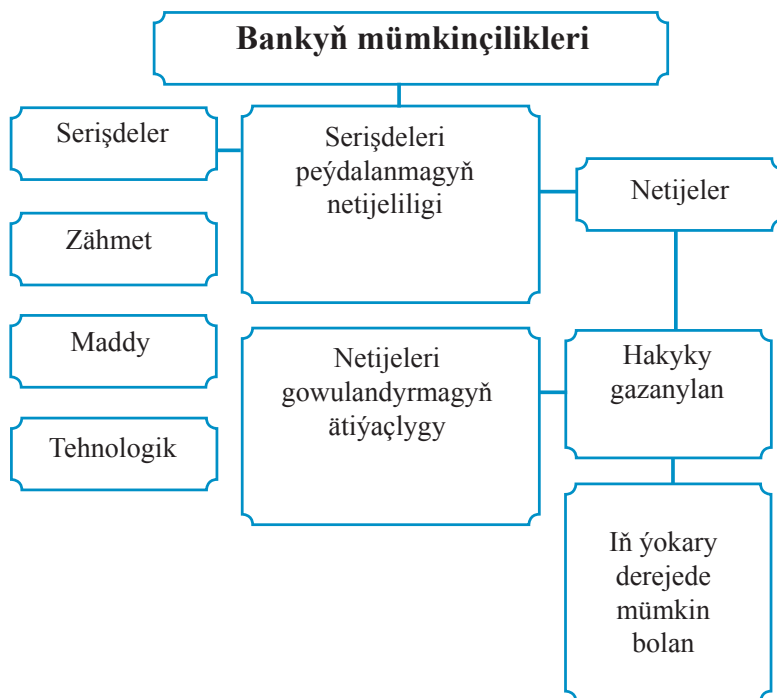 Bankyň mümkinçilikleri
Serişdeler
Serişdeleri
peýdalanmagyň
netijeliligi
Netijeler
Zähmet
Maddy
Netijeleri
gowulandyrmagyň
ätiýaçlygy
Hakyky
gazanylan
Tehnologik
Iň ýokary
derejede
mümkin
bolan